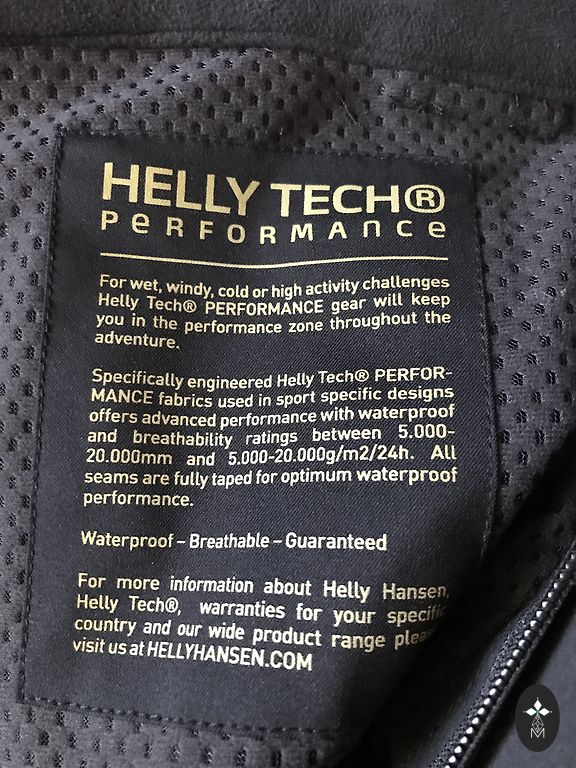 HELLY TECH®
PERFORMANCE
For wet, windy, cold or high activity challenges
Helly Tech® PERFORMANCE gear will keep
you in the performance zone throughout the
adventure.
Specifically engineered Helly Tech® PERFOR-
MANCE fabrics used in sport specific designs
offers advanced performance with waterproof
and breathability ratings between 5.000-
20.000mm and 5.000-20.000g/m2/24h. All
seams are fully taped for optimum waterproof
performance.
Waterproof – Breathable – Guaranteed
For more information about Helly Hansen,
Helly Tech®, warranties for your specific
country and our wide product range
visit us at HELLYHANSEN.COM
M